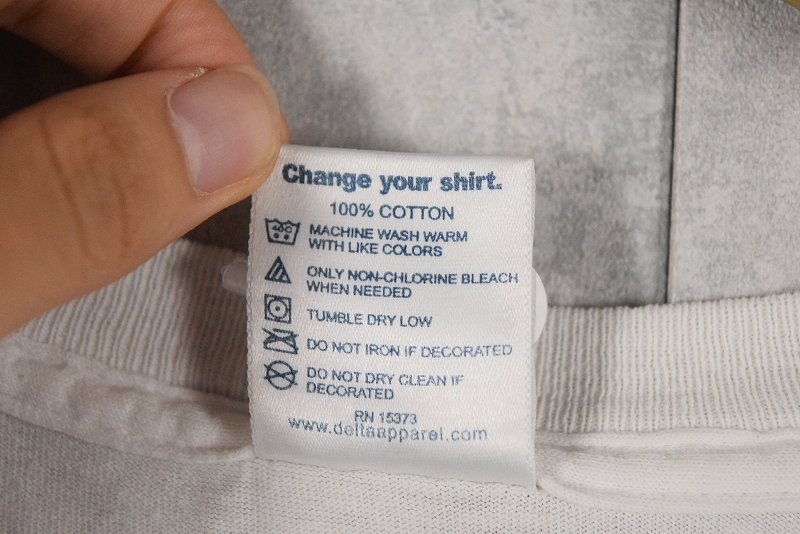 Change your shirt.
100% COTTON
40C
MACHINE WASH WARM
WITH LIKE COLORS
ONLY NON-CHLORINE BLEACH
WHEN NEEDED
TUMBLE DRY LOW
DO NOT IRON IF DECORATED
DO NOT DRY CLEAN IF
DECORATED
RN 15373
www.deltaapparel.com